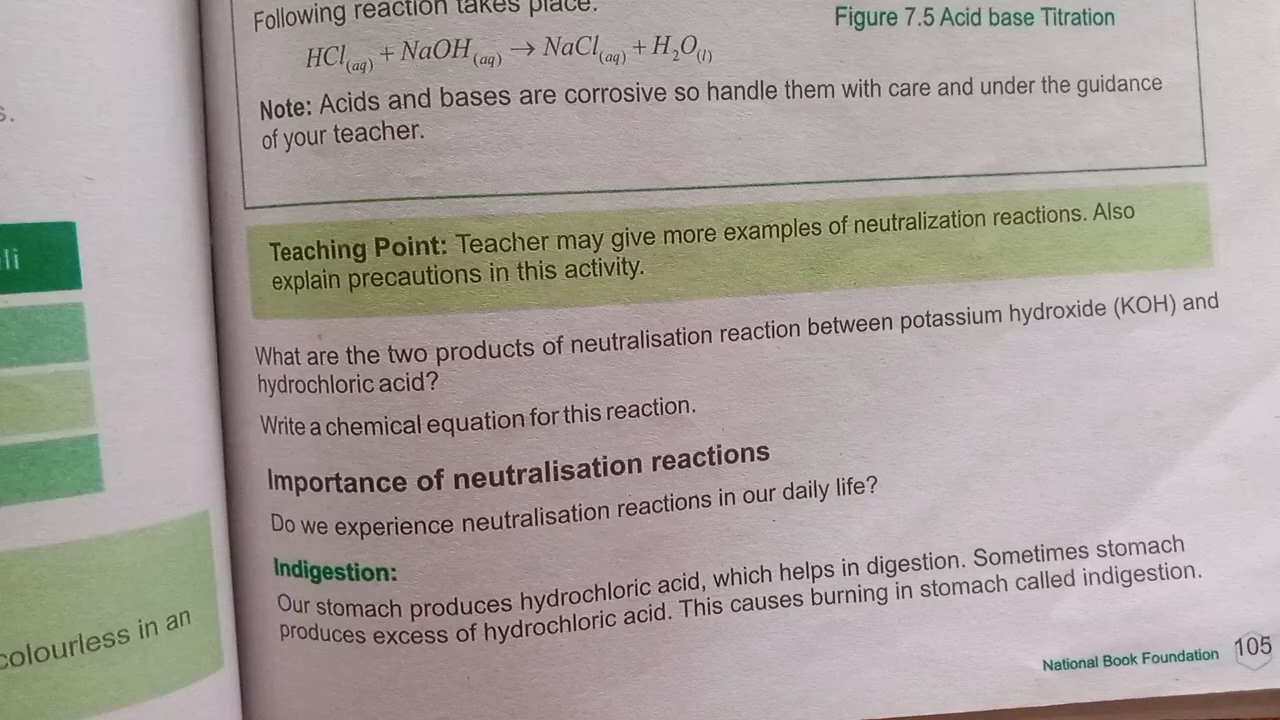 Following reaction takes place.
Figure 7.5 Acid base Titration
HCl(aq) + NaOH(aq) → NaCl(aq) + H₂O(l)
Note: Acids and bases are corrosive so handle them with care and under the guidance
of your teacher.
Teaching Point: Teacher may give more examples of neutralization reactions. Also
explain precautions in this activity.
What are the two products of neutralisation reaction between potassium hydroxide (KOH) and
hydrochloric acid?
Write a chemical equation for this reaction.
Importance of neutralisation reactions
Do we experience neutralisation reactions in our daily life?
Indigestion:
Our stomach produces hydrochloric acid, which helps in digestion. Sometimes stomach
produces excess of hydrochloric acid. This causes burning in stomach called indigestion.
National Book Foundation 105
colourless in an